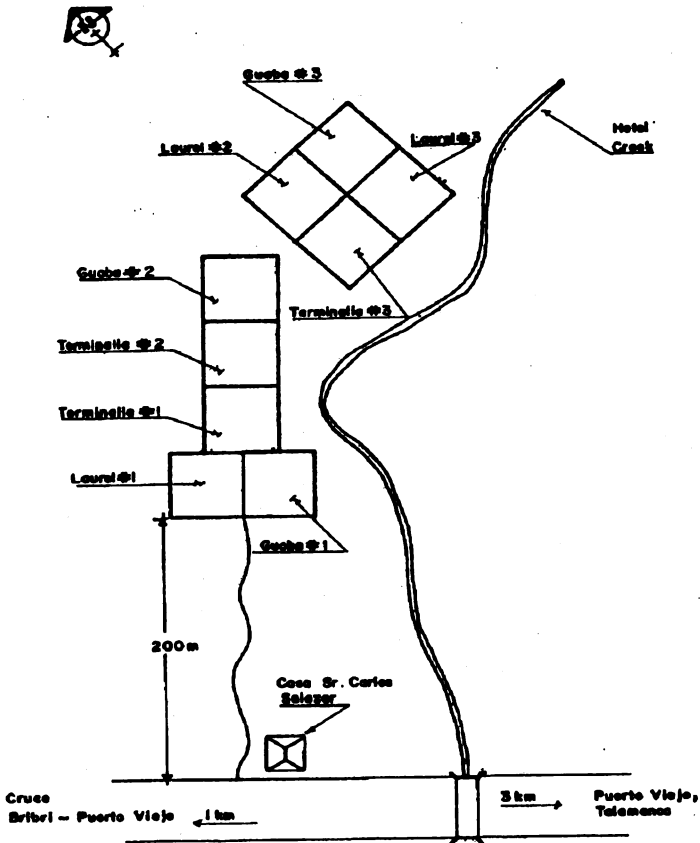 Guaba # 3
Laurel # 2
Laurel # 3
Hotel
Creek
Guaba # 2
Terminalia # 3
Terminalia # 2
Terminalia # 1
Laurel # 1
Guaba # 1
200 m
Casa Sr. Carlos
Salazar
Cruce
Bribri - Puerto Viejo
1 km
3 km
Puerto Viejo,
Talamanca